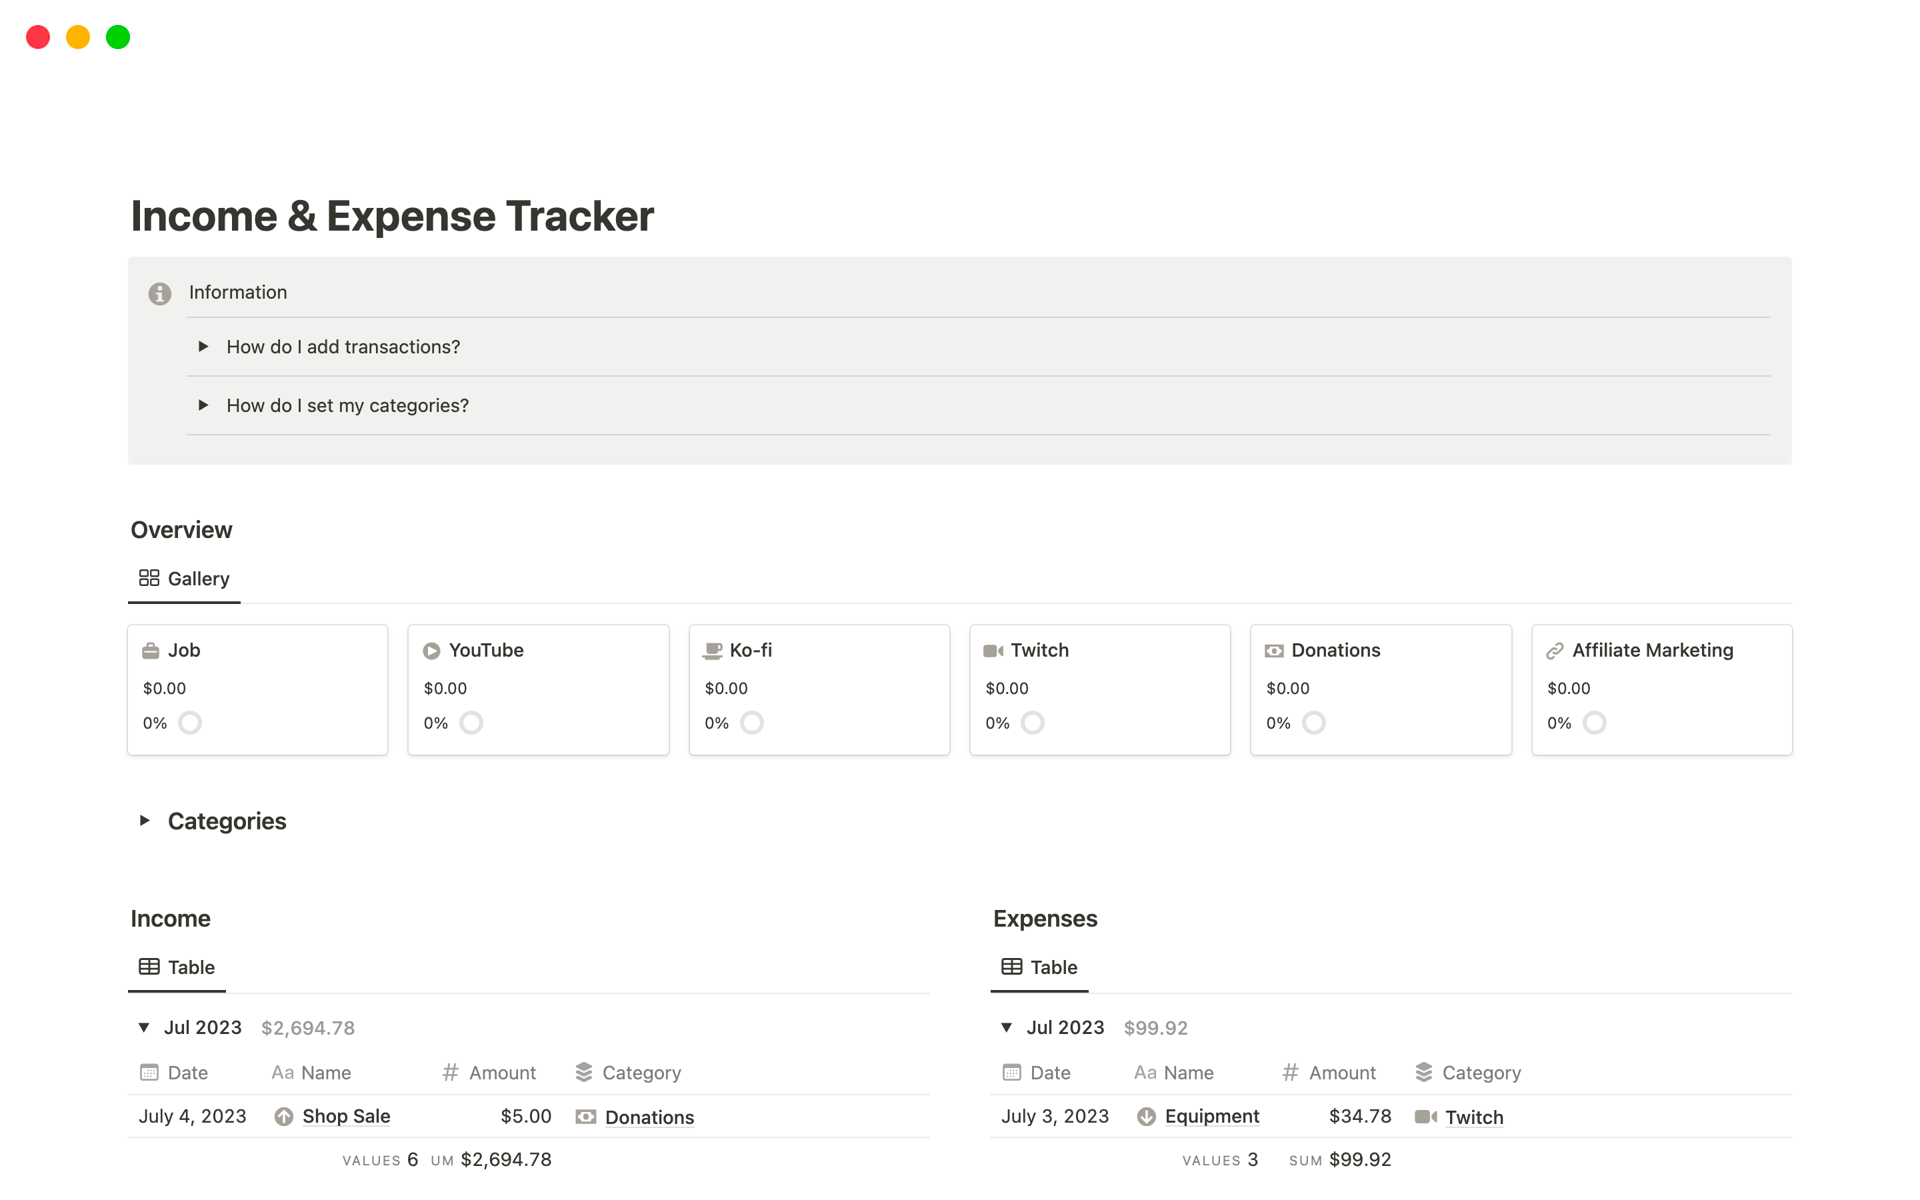 Income & Expense Tracker
Information
How do I add transactions?
How do I set my categories?
Overview
Gallery
Job
$0.00
0%
YouTube
$0.00
0%
Ko-fi
$0.00
0%
Twitch
$0.00
0%
Donations
$0.00
0%
Affiliate Marketing
$0.00
0%
Categories
Income
Table
Jul 2023 $2,694.78
Date Aa Name # Amount Category
July 4, 2023 Shop Sale $5.00 Donations
VALUES 6 UM $2,694.78
Expenses
Table
Jul 2023 $99.92
Date Aa Name # Amount Category
July 3, 2023 Equipment $34.78 Twitch
VALUES 3 SUM $99.92